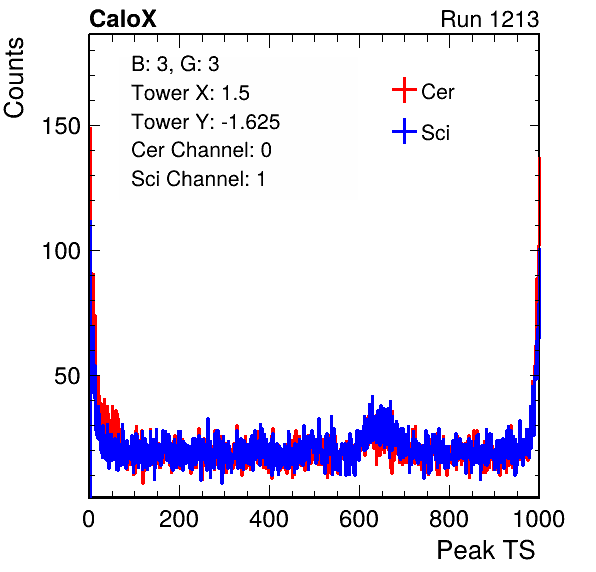 CaloX Run 1213
Counts
B: 3, G: 3
Tower X: 1.5
Tower Y: -1.625
Cer Channel: 0
Sci Channel: 1
Cer
Sci
150
100
50
0 200 400 600 800 1000
Peak TS